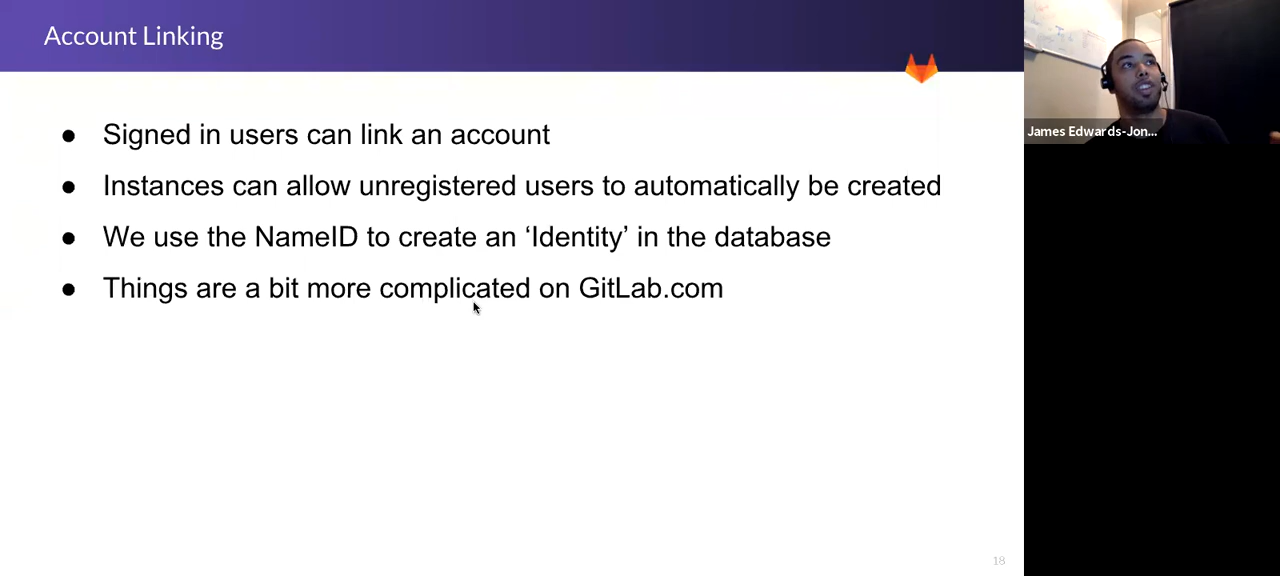 Account Linking
● Signed in users can link an account
● Instances can allow unregistered users to automatically be created
● We use the NameID to create an ‘Identity’ in the database
● Things are a bit more complicated on GitLab.com
18
James Edwards-Jon...